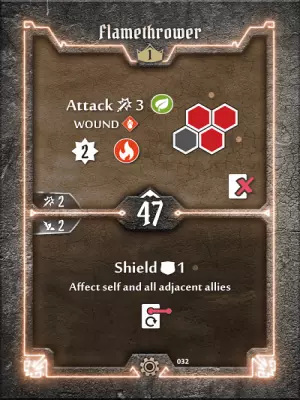 Flamethrower
1
Attack 3
WOUND
2
2
47
2
Shield 1
Affect self and all adjacent allies
032